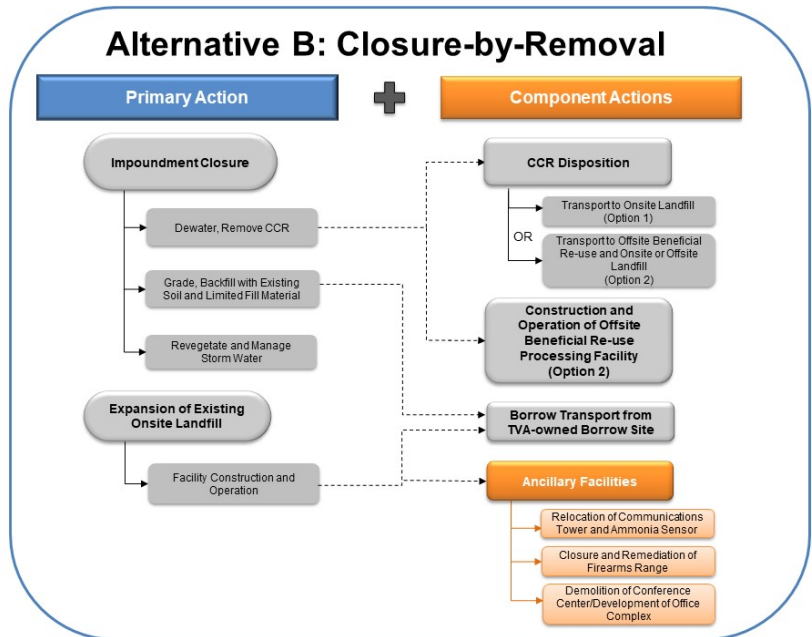 Alternative B: Closure-by-Removal
Primary Action
Component Actions
Impoundment Closure
Dewater, Remove CCR
Grade, Backfill with Existing
Soil and Limited Fill Material
Revegetate and Manage
Storm Water
Expansion of Existing
Onsite Landfill
Facility Construction and
Operation
CCR Disposition
Transport to Onsite Landfill
(Option 1)
OR
Transport to Offsite Beneficial
Re-use and Onsite or Offsite
Landfill
(Option 2)
Construction and
Operation of Offsite
Beneficial Re-use
Processing Facility
(Option 2)
Borrow Transport from
TVA-owned Borrow Site
Ancillary Facilities
Relocation of Communications
Tower and Ammonia Sensor
Closure and Remediation of
Firearms Range
Demolition of Conference
Center/Development of Office
Complex